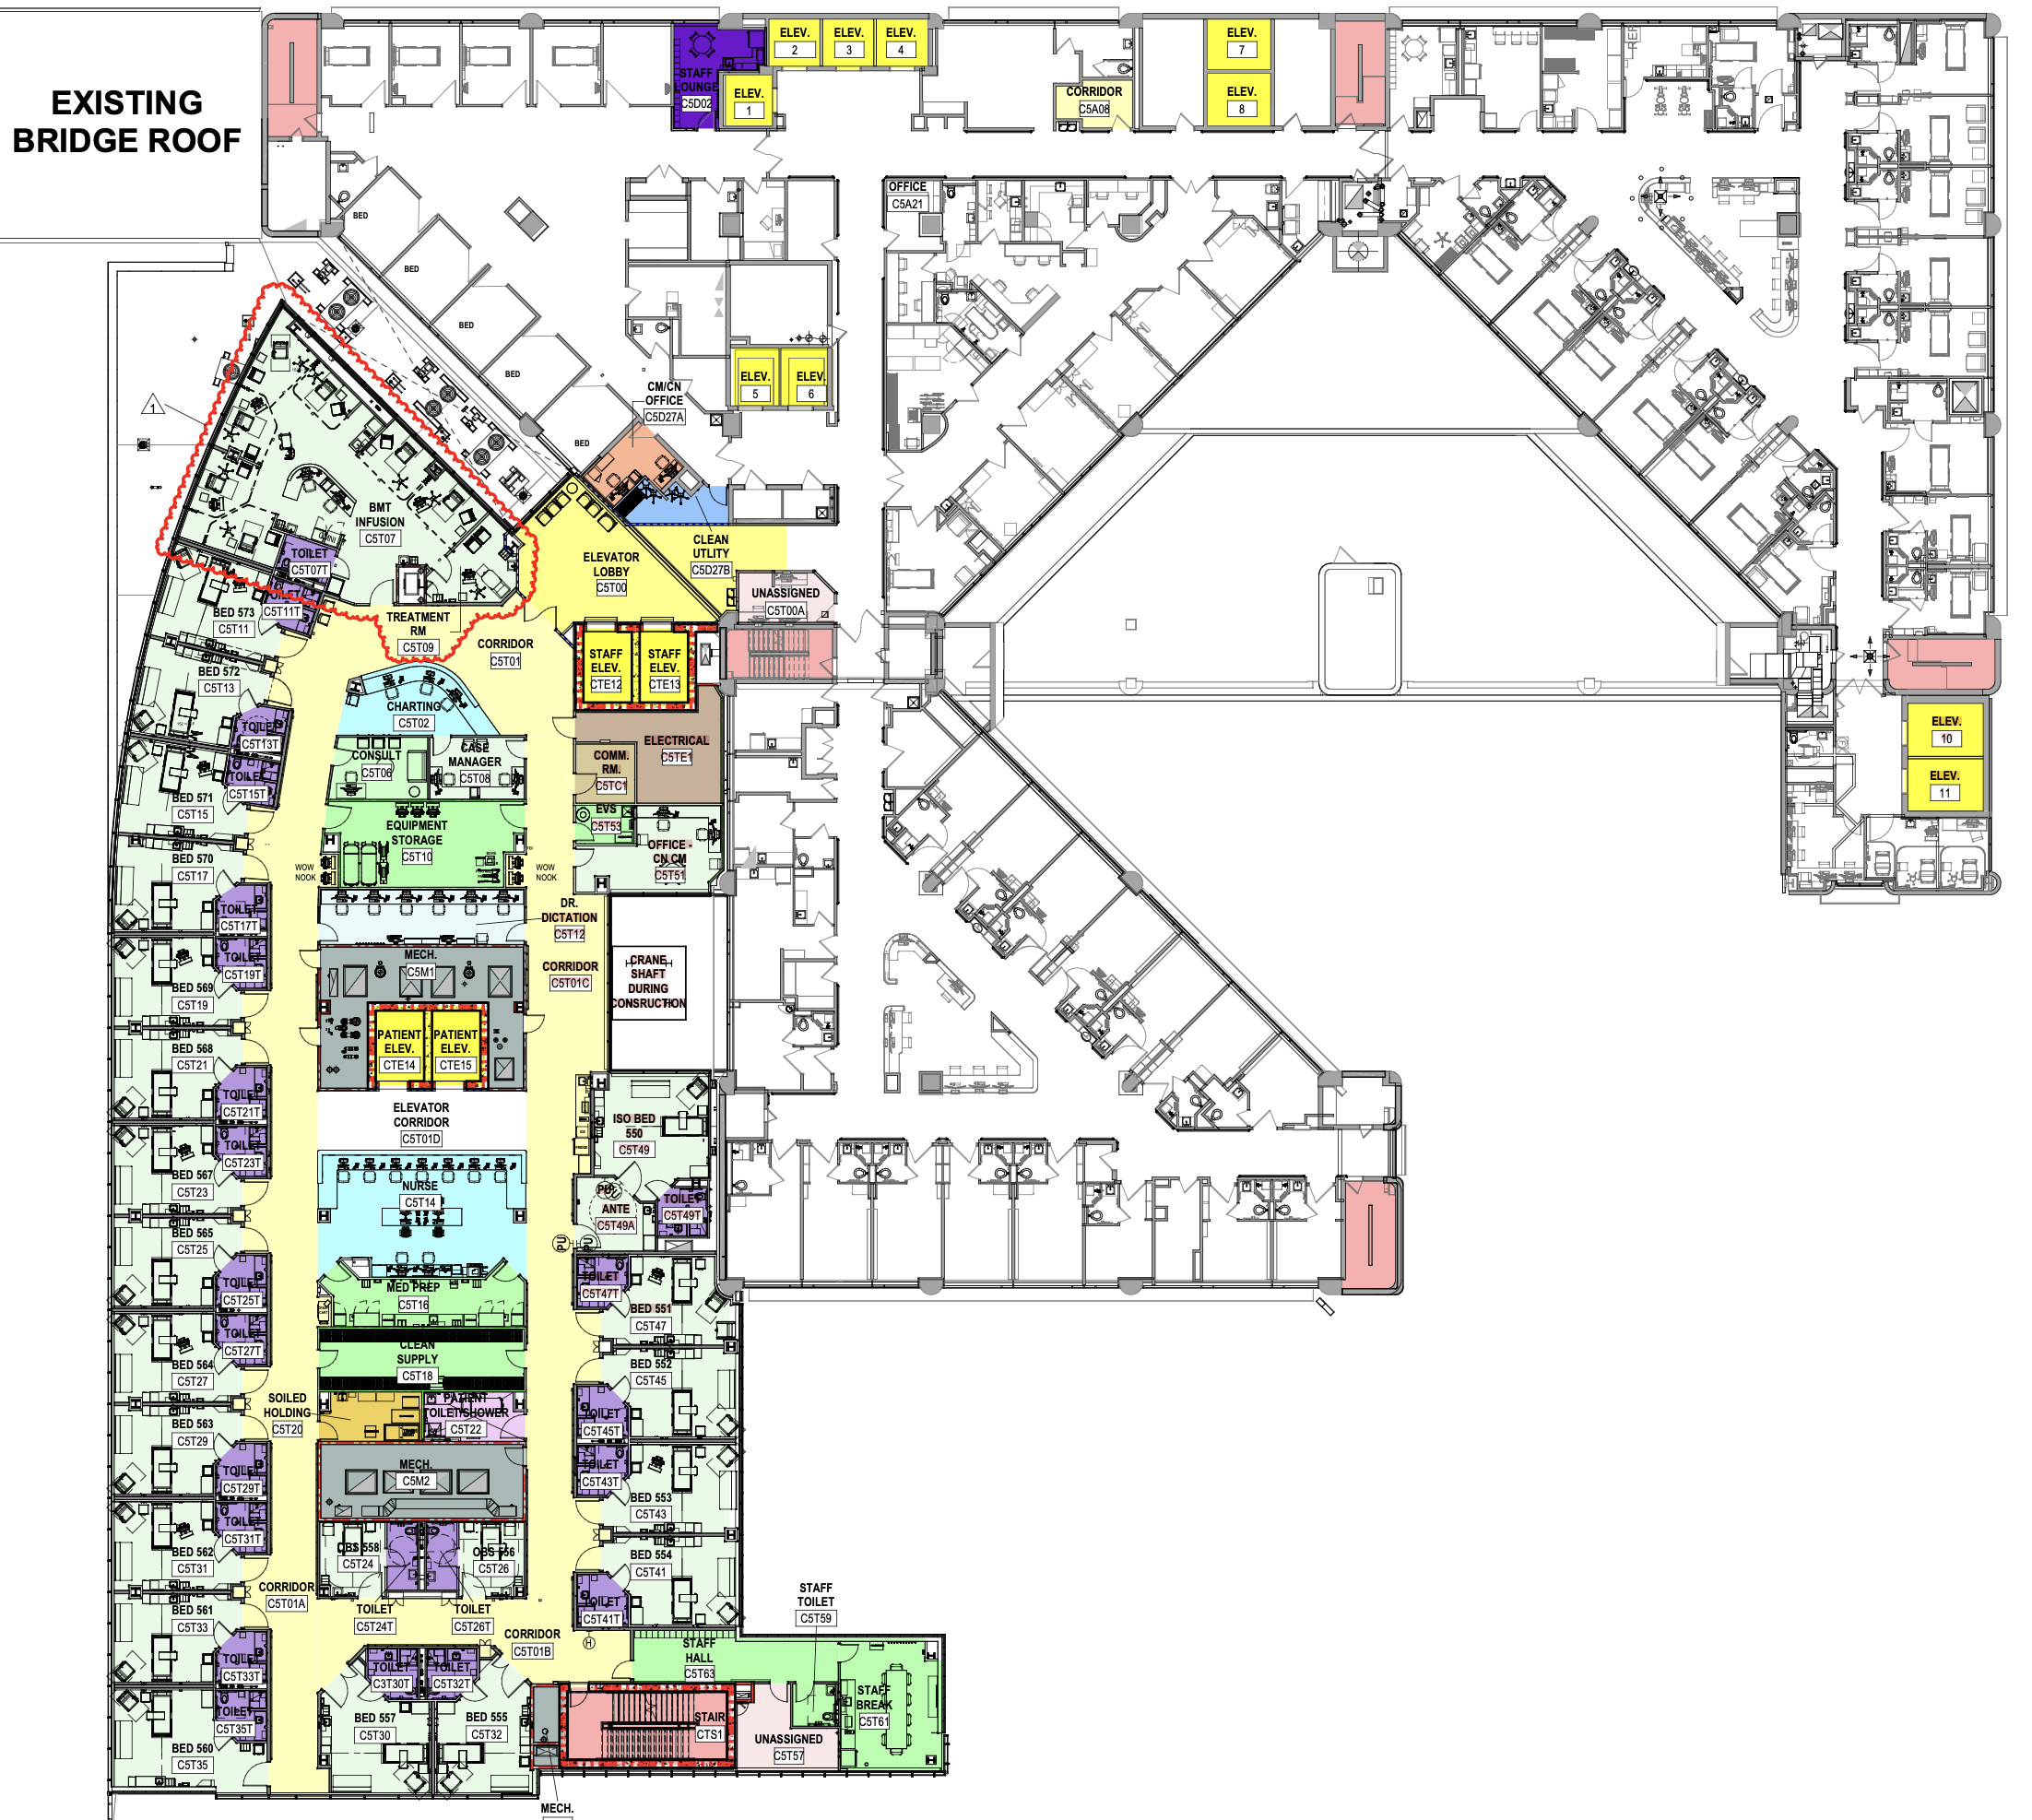 EXISTING
BRIDGE ROOF
STAFF
LOUNGE
C5D02
ELEV.
1
ELEV.
2
ELEV.
3
ELEV.
4
CORRIDOR
C5A08
ELEV.
7
ELEV.
8
REF
OFFICE
C5A21
BED
BED
BED
BED
BED
ELEV.
5
ELEV.
6
CM/CN
OFFICE
C5D27A
CLEAN
UTLITY
C5D27B
1
BMT
INFUSION
C5T07
OMNI
TOILET
C5T07T
ELEVATOR
LOBBY
C5T00
UNASSIGNED
C5T00A
TOILET
C5T11T
BED 573
C5T11
TREATMENT
RM
C5T09
CORRIDOR
C5T01
STAFF
ELEV.
CTE12
STAFF
ELEV.
CTE13
BED 572
C5T13
CHARTING
C5T02
TOILET
C5T13T
CONSULT
C5T06
CASE
MANAGER
C5T08
ELECTRICAL
C5TE1
COMM.
RM.
C5TC1
TOILET
C5T15T
BED 571
C5T15
EVS
C5T53
EQUIPMENT
STORAGE
C5T10
OFFICE -
CN CM
C5T51
BED 570
C5T17
WOW
NOOK
WOW
NOOK
TOILET
C5T17T
DR.
DICTATION
C5T12
TOILET
C5T19T
BED 569
C5T19
MECH.
C5M1
CORRIDOR
C5T01C
CRANE
SHAFT
DURING
CONSRUCTION
PATIENT
ELEV.
CTE14
PATIENT
ELEV.
CTE15
BED 568
C5T21
TOILET
C5T21T
ELEVATOR
CORRIDOR
C5T01D
ISO BED
550
C5T49
TOILET
C5T23T
BED 567
C5T23
NURSE
C5T14
PU
ANTE
C5T49A
TOILET
C5T49T
PU
PU
BED 565
C5T25
TOILET
C5T25T
MED PREP
C5T16
TOILET
C5T47T
BED 551
C5T47
TOILET
C5T27T
BED 564
C5T27
CLEAN
SUPPLY
C5T18
BED 552
C5T45
SOILED
HOLDING
C5T20
PATIENT
TOILET/SHOWER
C5T22
TOILET
C5T45T
BED 563
C5T29
TOILET
C5T29T
MECH.
C5M2
TOILET
C5T43T
BED 553
C5T43
TOILET
C5T31T
BED 562
C5T31
OBS 558
C5T24
OBS 556
C5T26
BED 554
C5T41
CORRIDOR
C5T01A
TOILET
C5T24T
TOILET
C5T26T
TOILET
C5T41T
STAFF
TOILET
C5T59
BED 561
C5T33
TOILET
C5T33T
CORRIDOR
C5T01B
H
STAFF
HALL
C5T63
TOILET
C3T30T
TOILET
C5T32T
TOILET
C5T35T
BED 557
C5T30
BED 555
C5T32
STAIR
CTS1
UNASSIGNED
C5T57
STAFF
BREAK
C5T61
BED 560
C5T35
MECH.
ELEV.
10
ELEV.
11